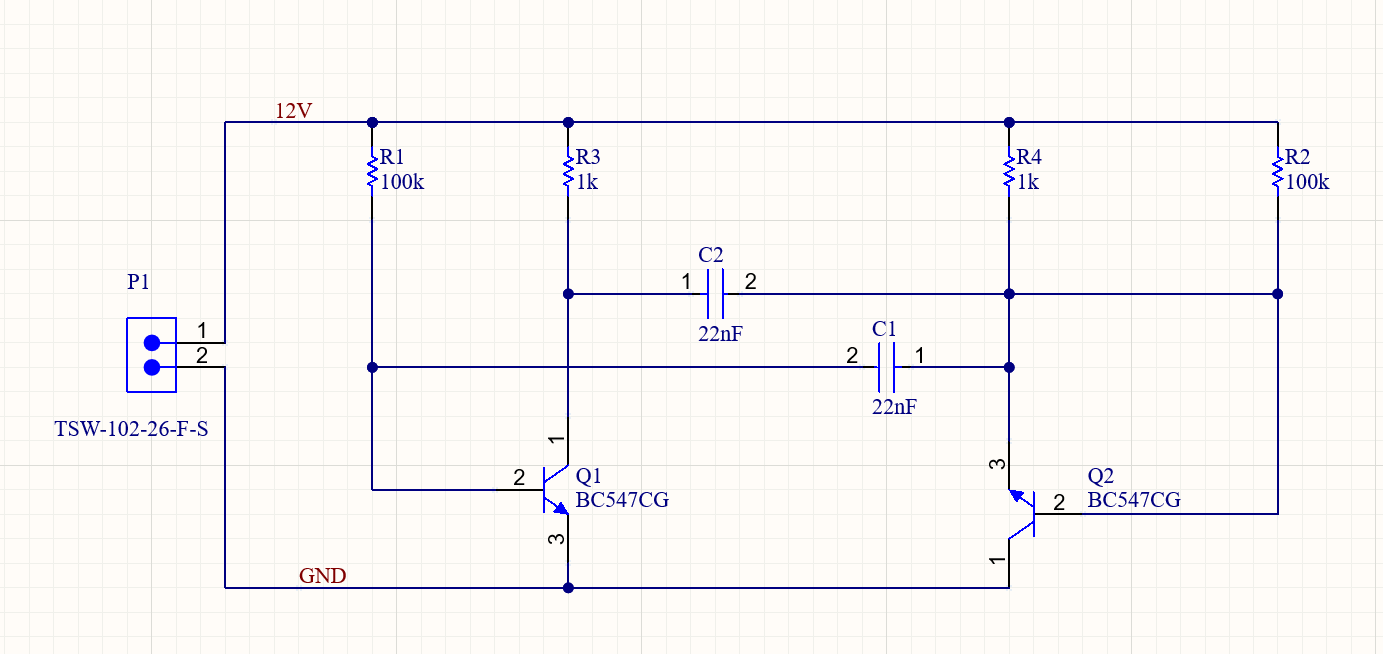 12V
R1
100k
R3
1k
R4
1k
R2
100k
C2
1
2
22nF
P1
1
2
TSW-102-26-F-S
C1
2
1
22nF
1
2
Q1
BC547CG
3
3
Q2
BC547CG
2
1
GND